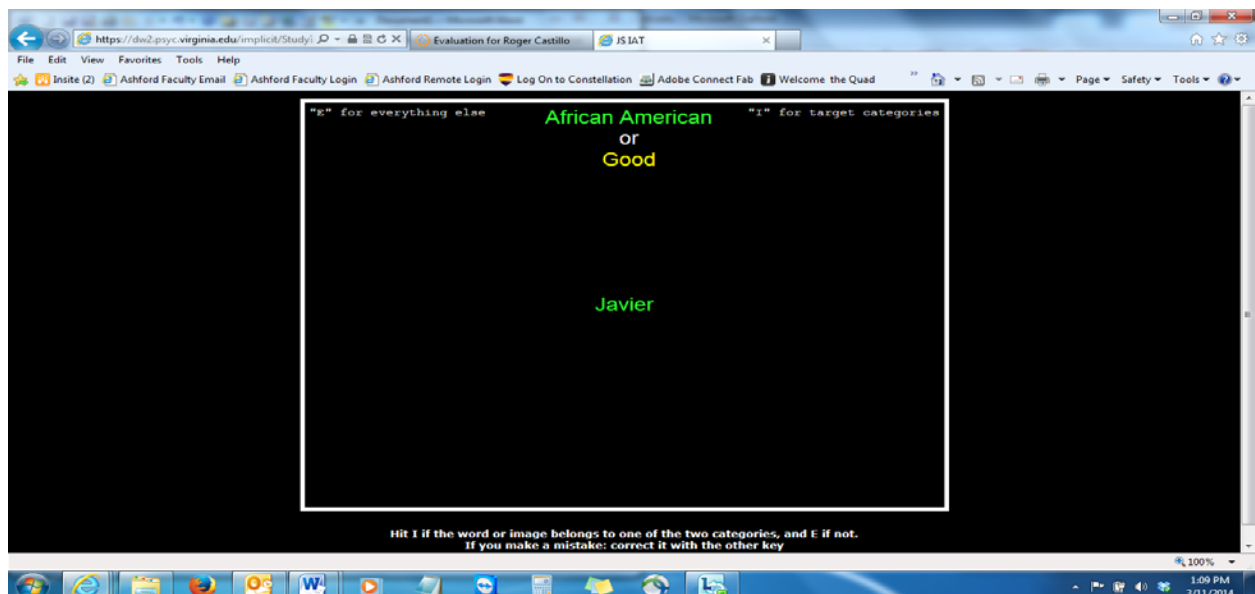 https://dw2.psyc.virginia.edu/implicit/Study
Evaluation for Roger Castillo
JS IAT
File Edit View Favorites Tools Help
Insite (2) Ashford Faculty Email Ashford Faculty Login Ashford Remote Login Log On to Constellation Adobe Connect Fab Welcome the Quad Page Safety Tools
"E" for everything else
African American
"I" for target categories
or
Good
Javier
Hit I if the word or image belongs to one of the two categories, and E if not.
If you make a mistake: correct it with the other key
100%
1:09 PM
3/11/2014